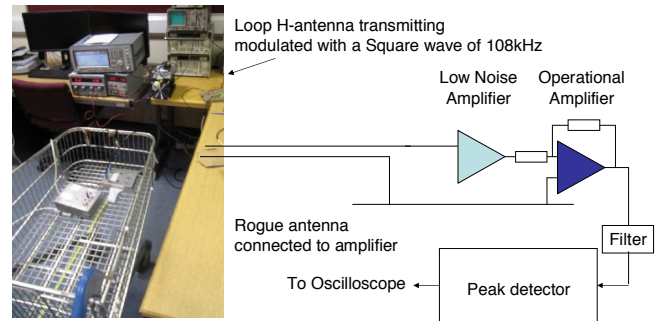 Loop H-antenna transmitting
modulated with a Square wave of 108kHz
Low Noise
Amplifier
Operational
Amplifier
Rogue antenna
connected to amplifier
Filter
To Oscilloscope
Peak detector